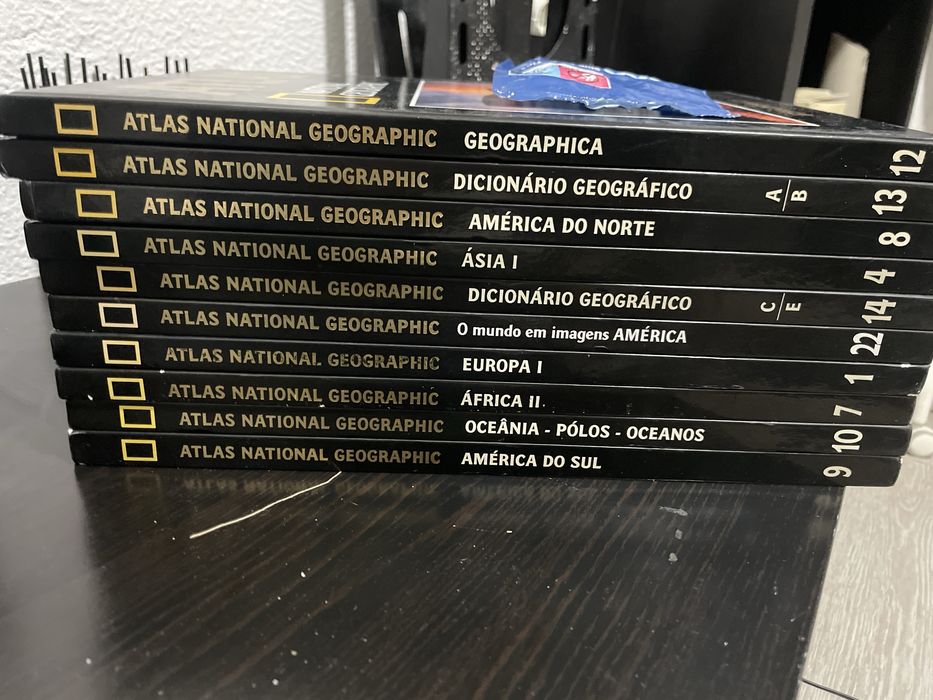 ATLAS NATIONAL GEOGRAPHIC GEOGRAPHICA 12
ATLAS NATIONAL GEOGRAPHIC DICIONÁRIO GEOGRÁFICO A/B 13
ATLAS NATIONAL GEOGRAPHIC AMÉRICA DO NORTE 8
ATLAS NATIONAL GEOGRAPHIC ÁSIA I 4
ATLAS NATIONAL GEOGRAPHIC DICIONÁRIO GEOGRÁFICO C/E 14
ATLAS NATIONAL GEOGRAPHIC O mundo em imagens AMÉRICA 22
ATLAS NATIONAL GEOGRAPHIC EUROPA I 1
ATLAS NATIONAL GEOGRAPHIC ÁFRICA II 7
ATLAS NATIONAL GEOGRAPHIC OCEÂNIA - PÓLOS - OCEANOS 10
ATLAS NATIONAL GEOGRAPHIC AMÉRICA DO SUL 9